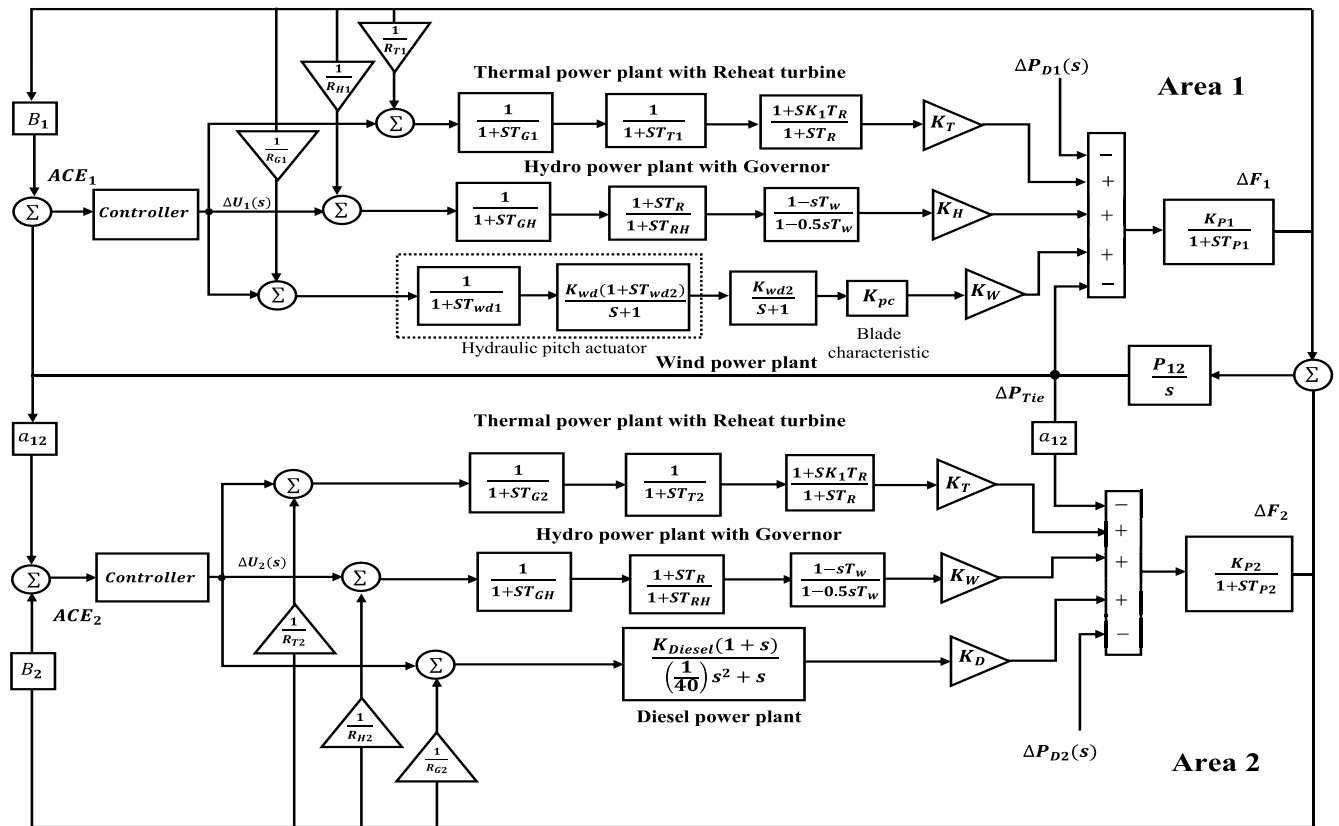 1/R_T1
1/R_H1
1/R_G1
Thermal power plant with Reheat turbine
ΔP_D1(s)
Area 1
B_1
Σ
1/(1+ST_G1)
1/(1+ST_T1)
(1+SK_1T_R)/(1+ST_R)
K_T
−
+
+
+
−
Hydro power plant with Governor
ACE_1
Σ
Controller
ΔU_1(s)
Σ
1/(1+ST_GH)
(1+ST_R)/(1+ST_RH)
(1−sT_w)/(1−0.5sT_w)
K_H
ΔF_1
K_P1/(1+ST_P1)
Σ
1/(1+ST_wd1)
K_wd(1+ST_wd2)/(S+1)
K_wd2/(S+1)
K_pc
K_W
Hydraulic pitch actuator
Blade
characteristic
Wind power plant
P_12/s
Σ
ΔP_Tie
Thermal power plant with Reheat turbine
a_12
a_12
Σ
1/(1+ST_G2)
1/(1+ST_T2)
(1+SK_1T_R)/(1+ST_R)
K_T
−
+
+
+
−
Hydro power plant with Governor
ΔF_2
Σ
Controller
ΔU_2(s)
Σ
1/(1+ST_GH)
(1+ST_R)/(1+ST_RH)
(1−sT_w)/(1−0.5sT_w)
K_W
K_P2/(1+ST_P2)
ACE_2
1/R_T2
B_2
Σ
K_Diesel(1+s)/((1/40)s²+s)
K_D
Diesel power plant
1/R_H2
1/R_G2
ΔP_D2(s)
Area 2